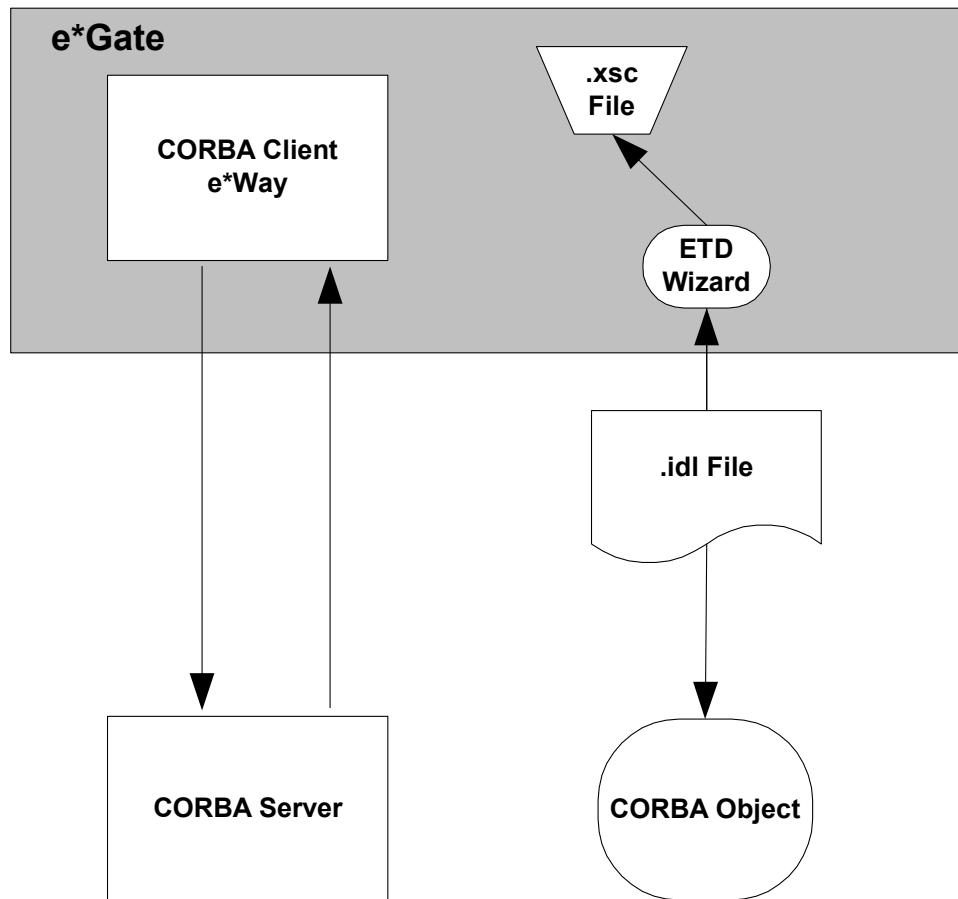 e*Gate
.xsc
File
CORBA Client
e*Way
ETD
Wizard
.idl File
CORBA Server
CORBA Object